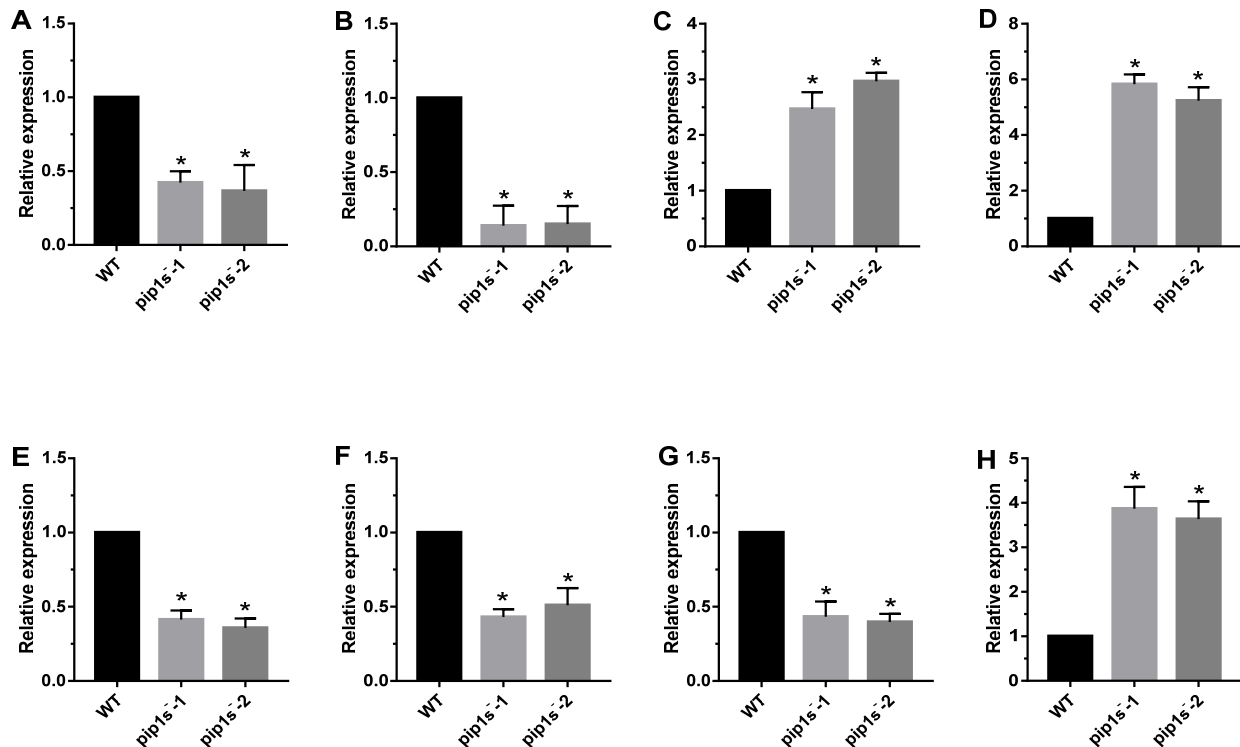 A
Relative expression
1.5
1.0
0.5
0.0
*
*
WT
pip1s⁻-1
pip1s⁻-2
B
Relative expression
1.5
1.0
0.5
0.0
*
*
WT
pip1s⁻-1
pip1s⁻-2
C
Relative expression
4
3
2
1
0
*
*
WT
pip1s⁻-1
pip1s⁻-2
D
Relative expression
8
6
4
2
0
*
*
WT
pip1s⁻-1
pip1s⁻-2
E
Relative expression
1.5
1.0
0.5
0.0
*
*
WT
pip1s⁻-1
pip1s⁻-2
F
Relative expression
1.5
1.0
0.5
0.0
*
*
WT
pip1s⁻-1
pip1s⁻-2
G
Relative expression
1.5
1.0
0.5
0.0
*
*
WT
pip1s⁻-1
pip1s⁻-2
H
Relative expression
5
4
3
2
1
0
*
*
WT
pip1s⁻-1
pip1s⁻-2